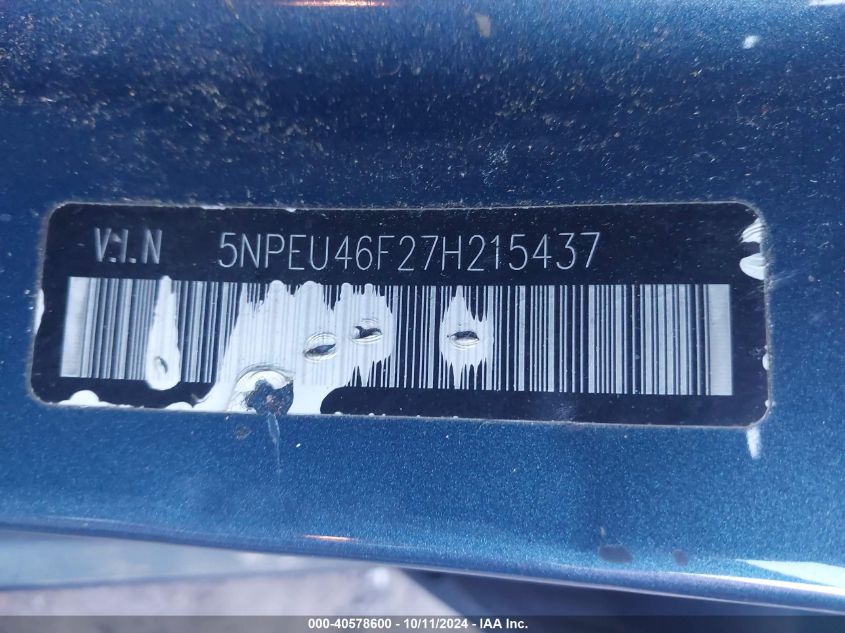 V.I.N 5NPEU46F27H215437
000-40578600 - 10/11/2024 - IAA Inc.